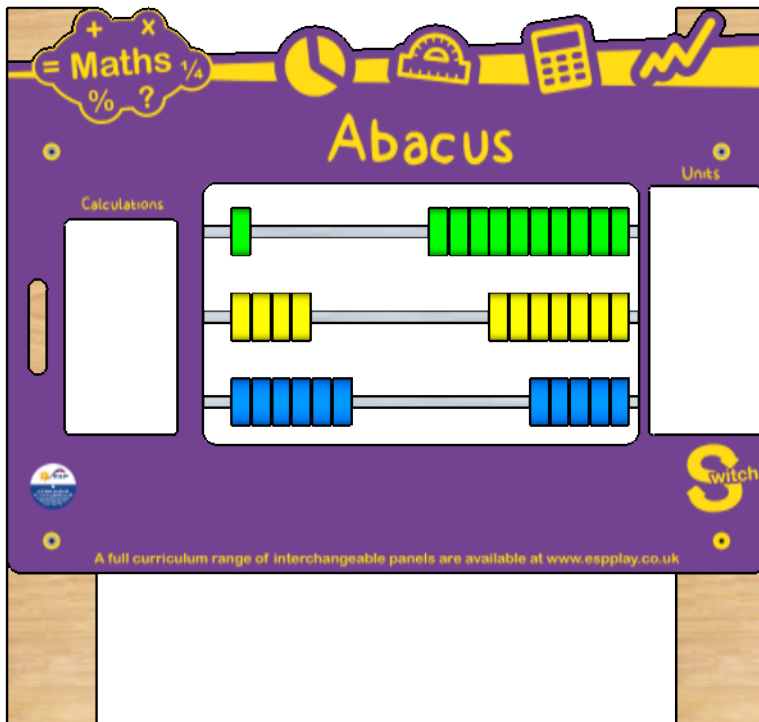 + x
= Maths ¼
% ?
Abacus
Units
Calculations
Switch
A full curriculum range of interchangeable panels are available at www.espplay.co.uk